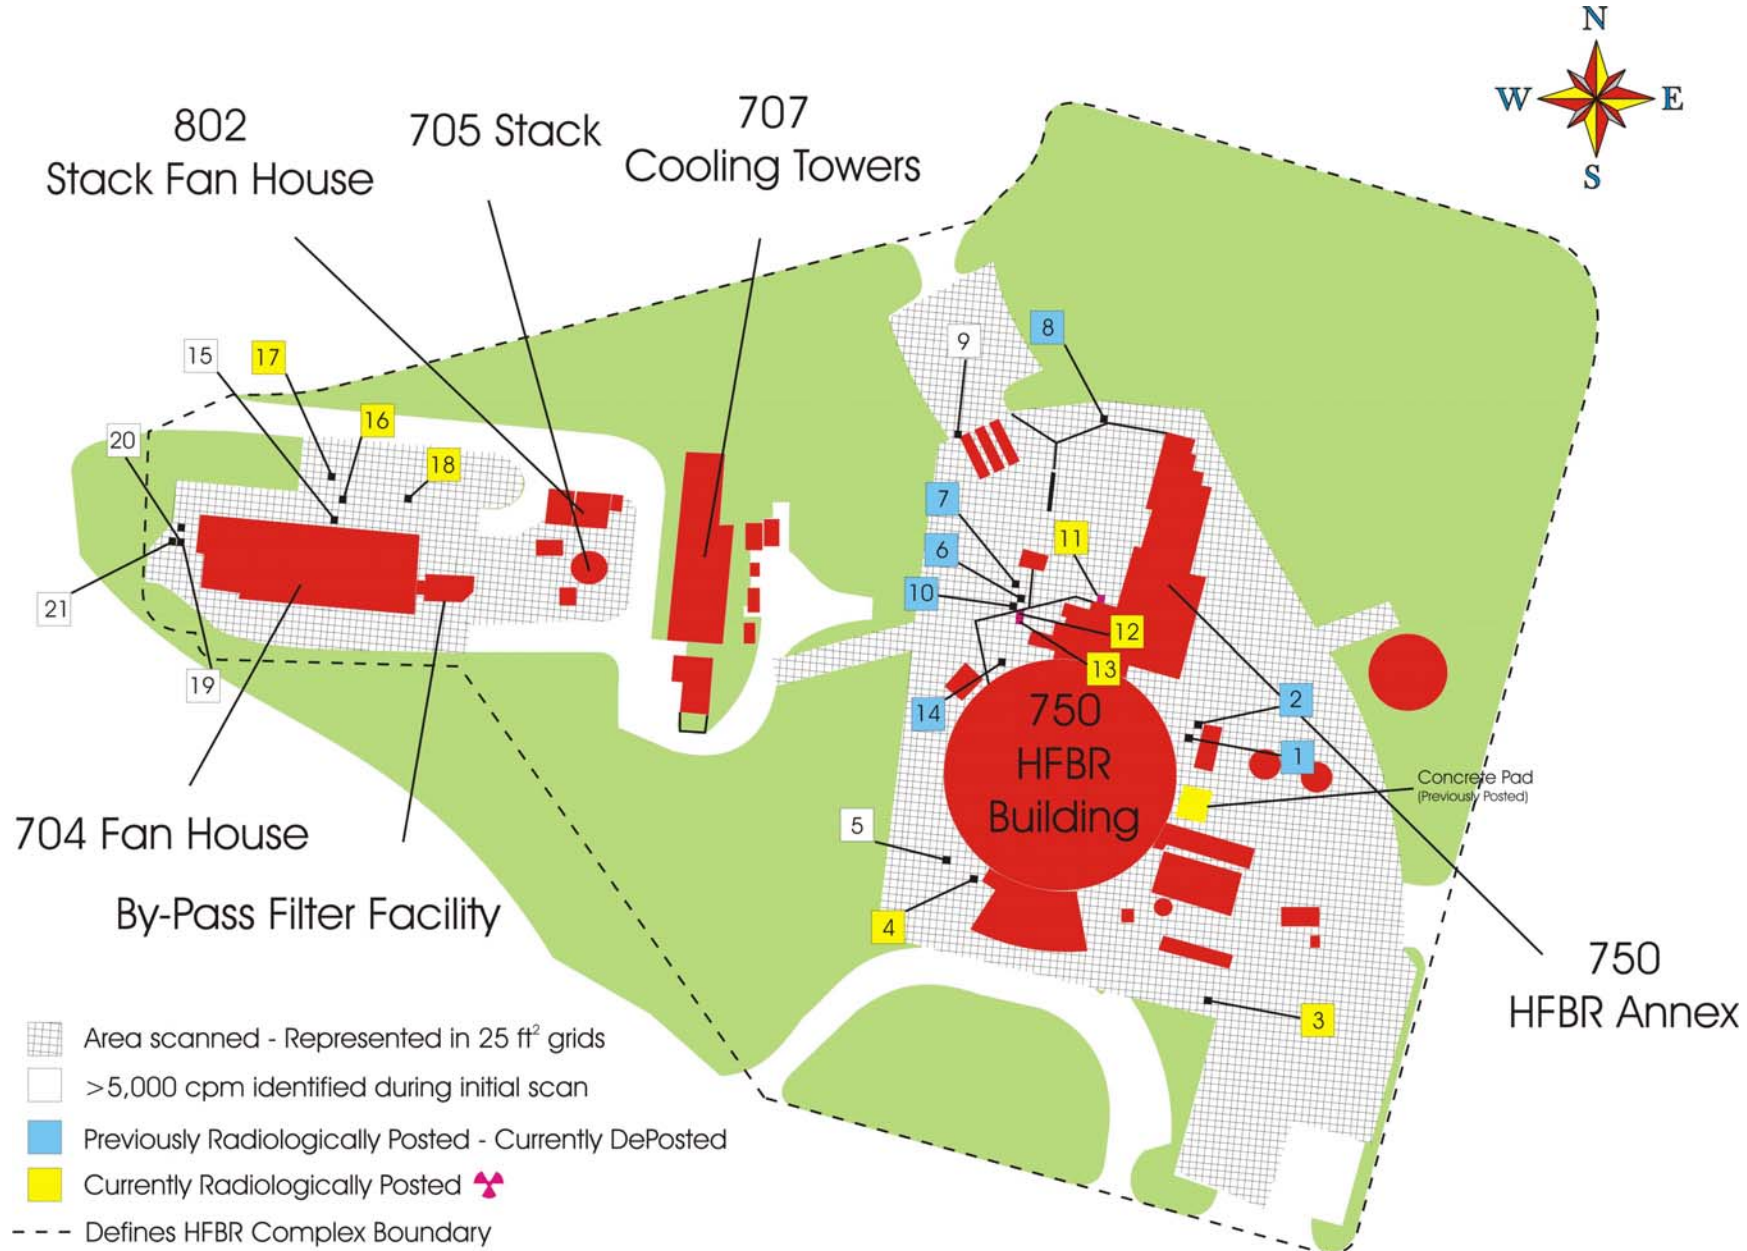 N
W E
S
802
Stack Fan House
705 Stack
707
Cooling Towers
8
9
15
17
16
20
18
7
11
6
10
12
21
13
19
14
2
750
HFBR
Building
1
Concrete Pad
(Previously Posted)
5
704 Fan House
4
By-Pass Filter Facility
750
HFBR Annex
3
Area scanned - Represented in 25 ft² grids
>5,000 cpm identified during initial scan
Previously Radiologically Posted - Currently DePosted
Currently Radiologically Posted
Defines HFBR Complex Boundary